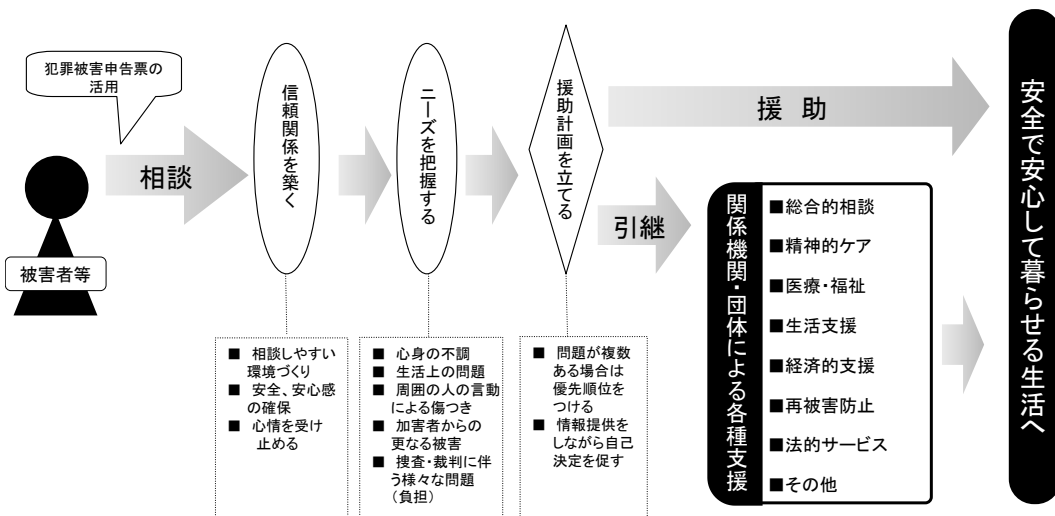 犯罪被害申告票の
活用
被害者等
相談
信頼関係を築く
ニーズを把握する
援助計画を立てる
援 助
引継
関係機関・団体による各種支援
■総合的相談
■精神的ケア
■医療・福祉
■生活支援
■経済的支援
■再被害防止
■法的サービス
■その他
安全で安心して暮らせる生活へ
■ 相談しやすい
環境づくり
■ 安全、安心感
の確保
■ 心情を受け
止める
■ 心身の不調
■ 生活上の問題
■ 周囲の人の言動
による傷つき
■ 加害者からの
更なる被害
■ 捜査・裁判に伴
う様々な問題
（負担）
■ 問題が複数
ある場合は
優先順位を
つける
■ 情報提供を
しながら自己
決定を促す